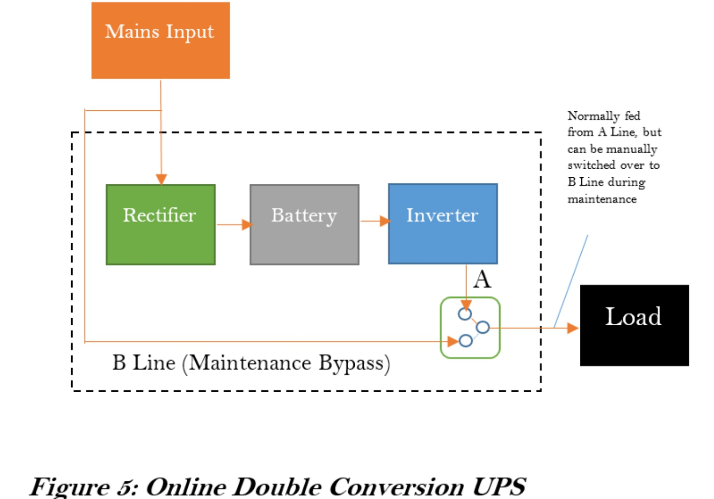 Mains Input
Normally fed
from A Line, but
can be manually
switched over to
B Line during
maintenance
Rectifier
Battery
Inverter
A
Load
B Line (Maintenance Bypass)
Figure 5: Online Double Conversion UPS